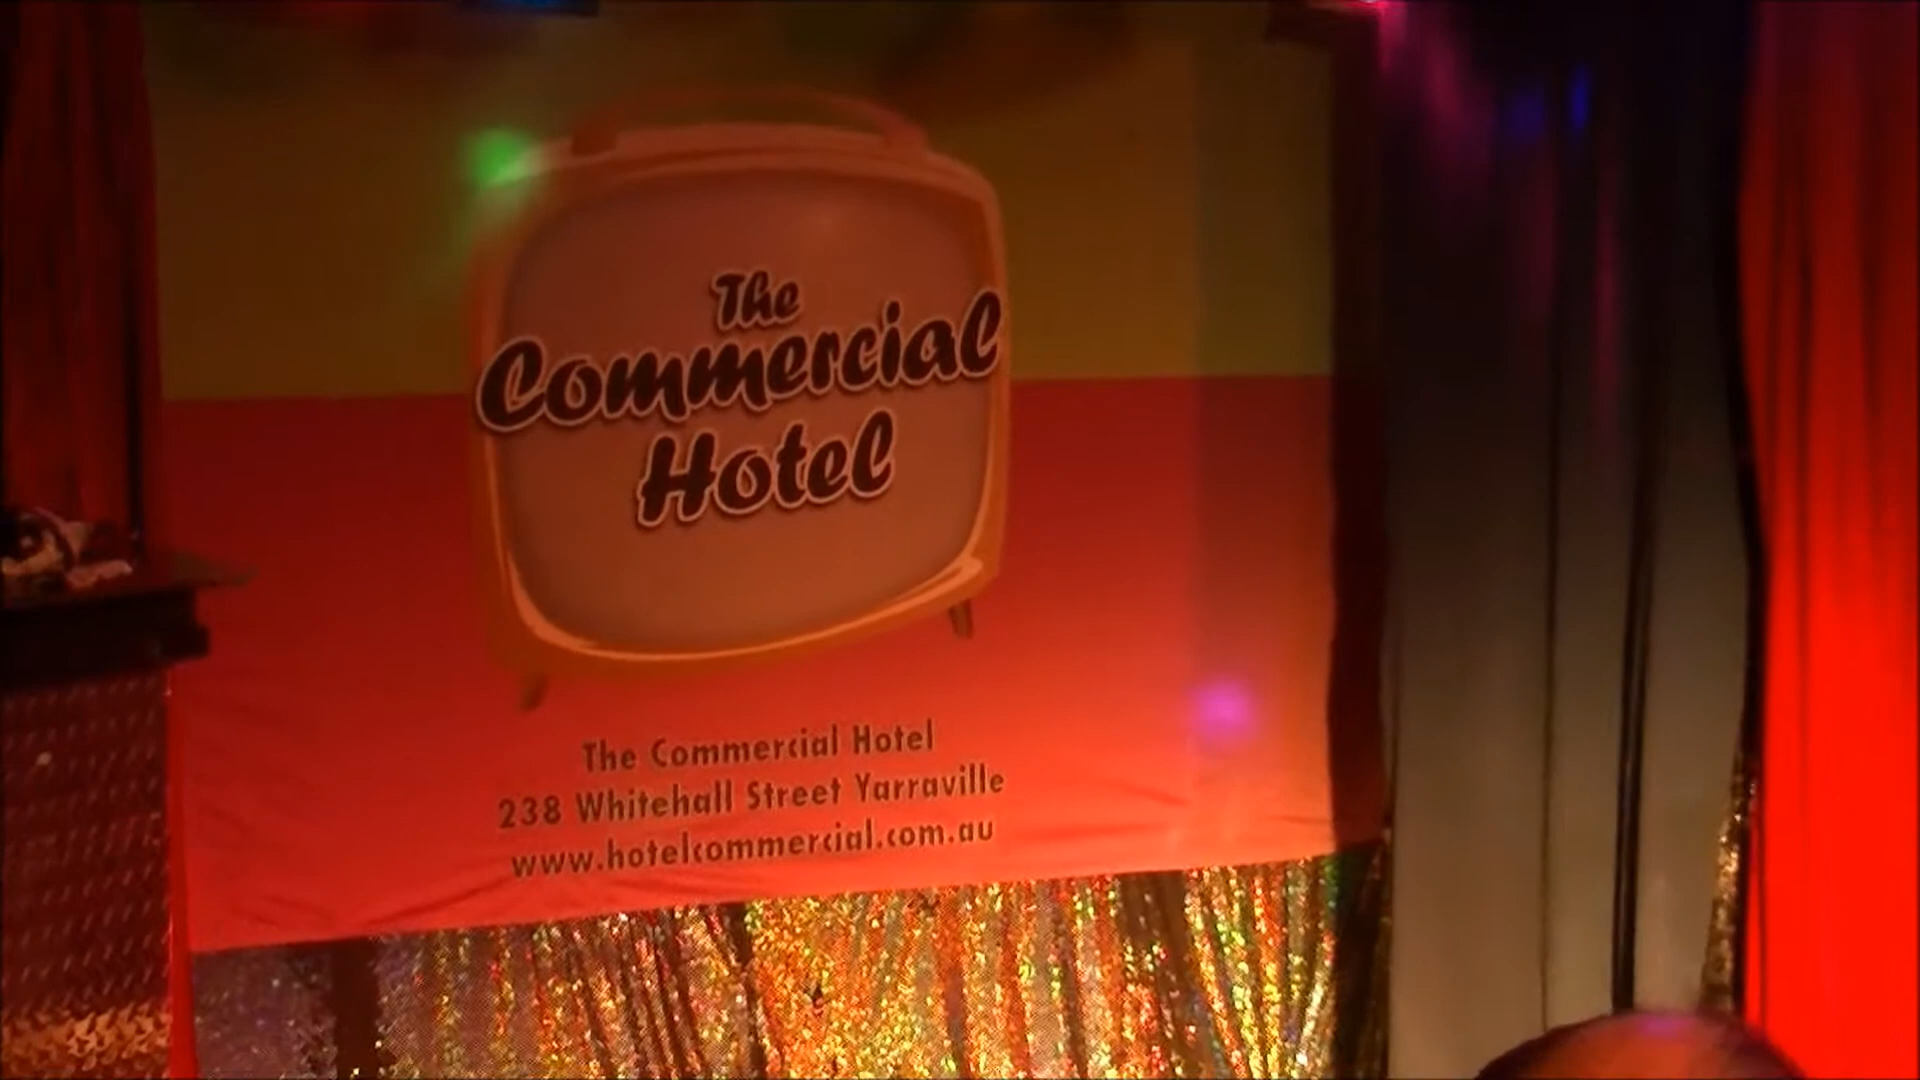 The
Commercial
Hotel
The Commercial Hotel
238 Whitehall Street Yarraville
www.hotelcommercial.com.au